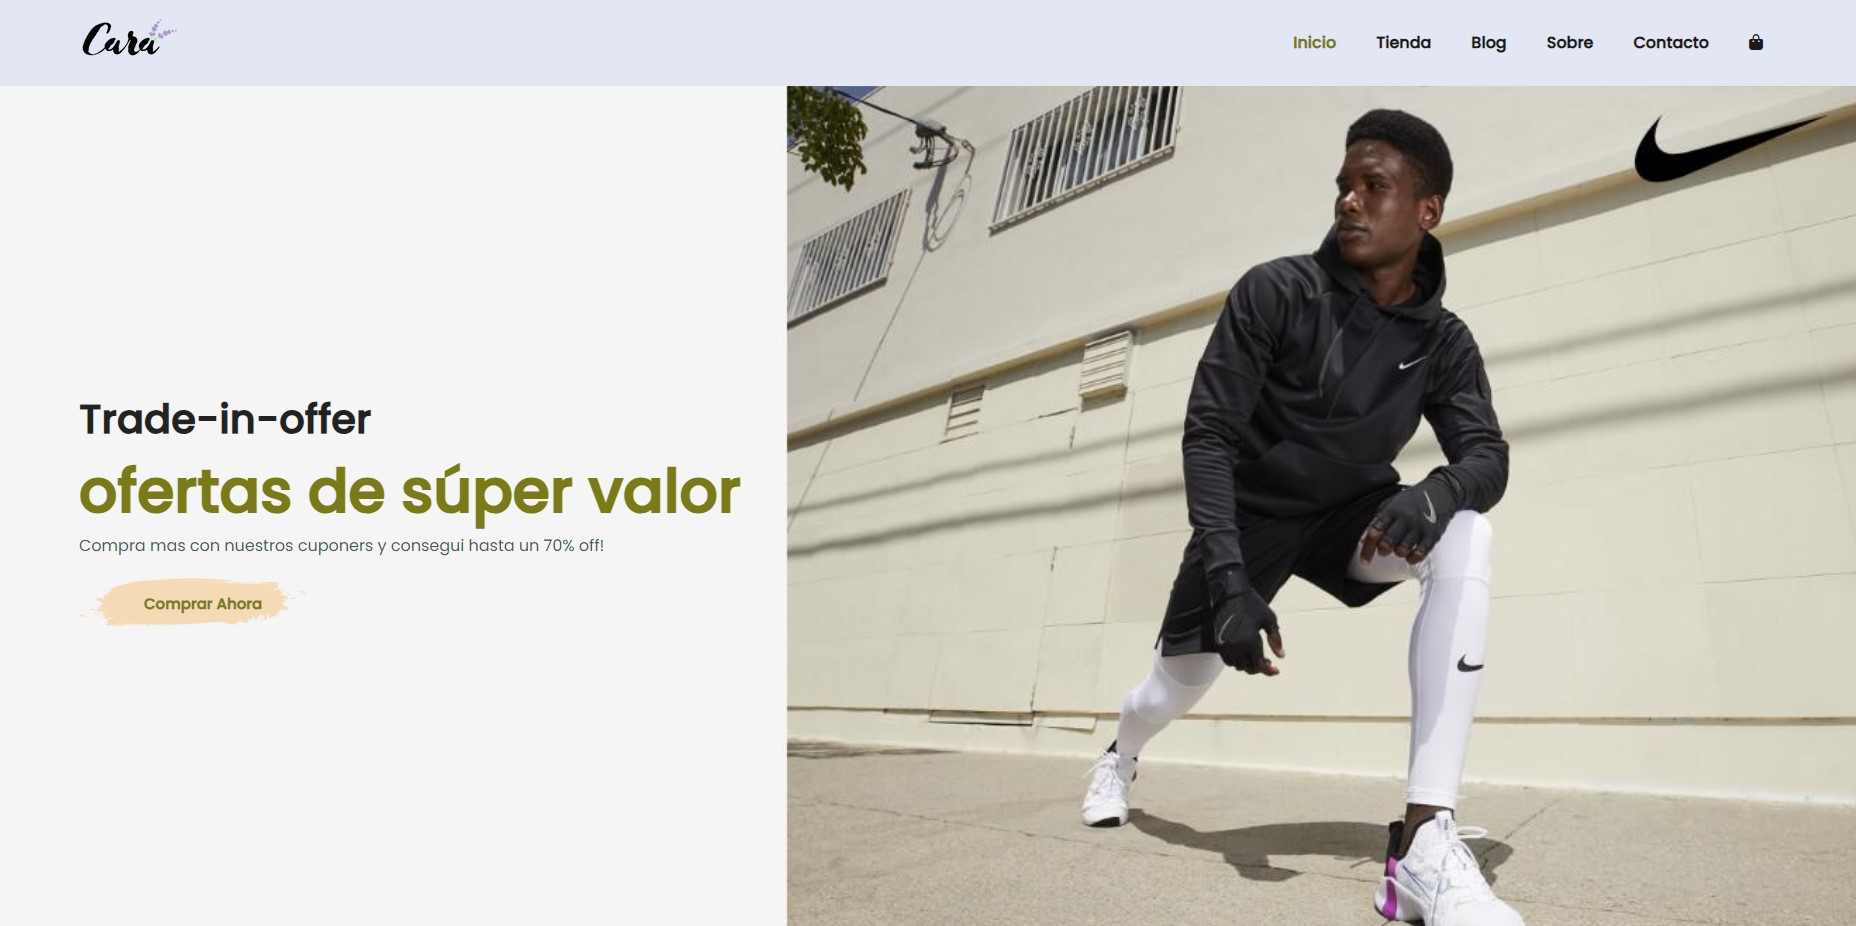 Cara
Inicio Tienda Blog Sobre Contacto
Trade-in-offer
ofertas de súper valor
Compra mas con nuestros cuponers y consegui hasta un 70% off!
Comprar Ahora